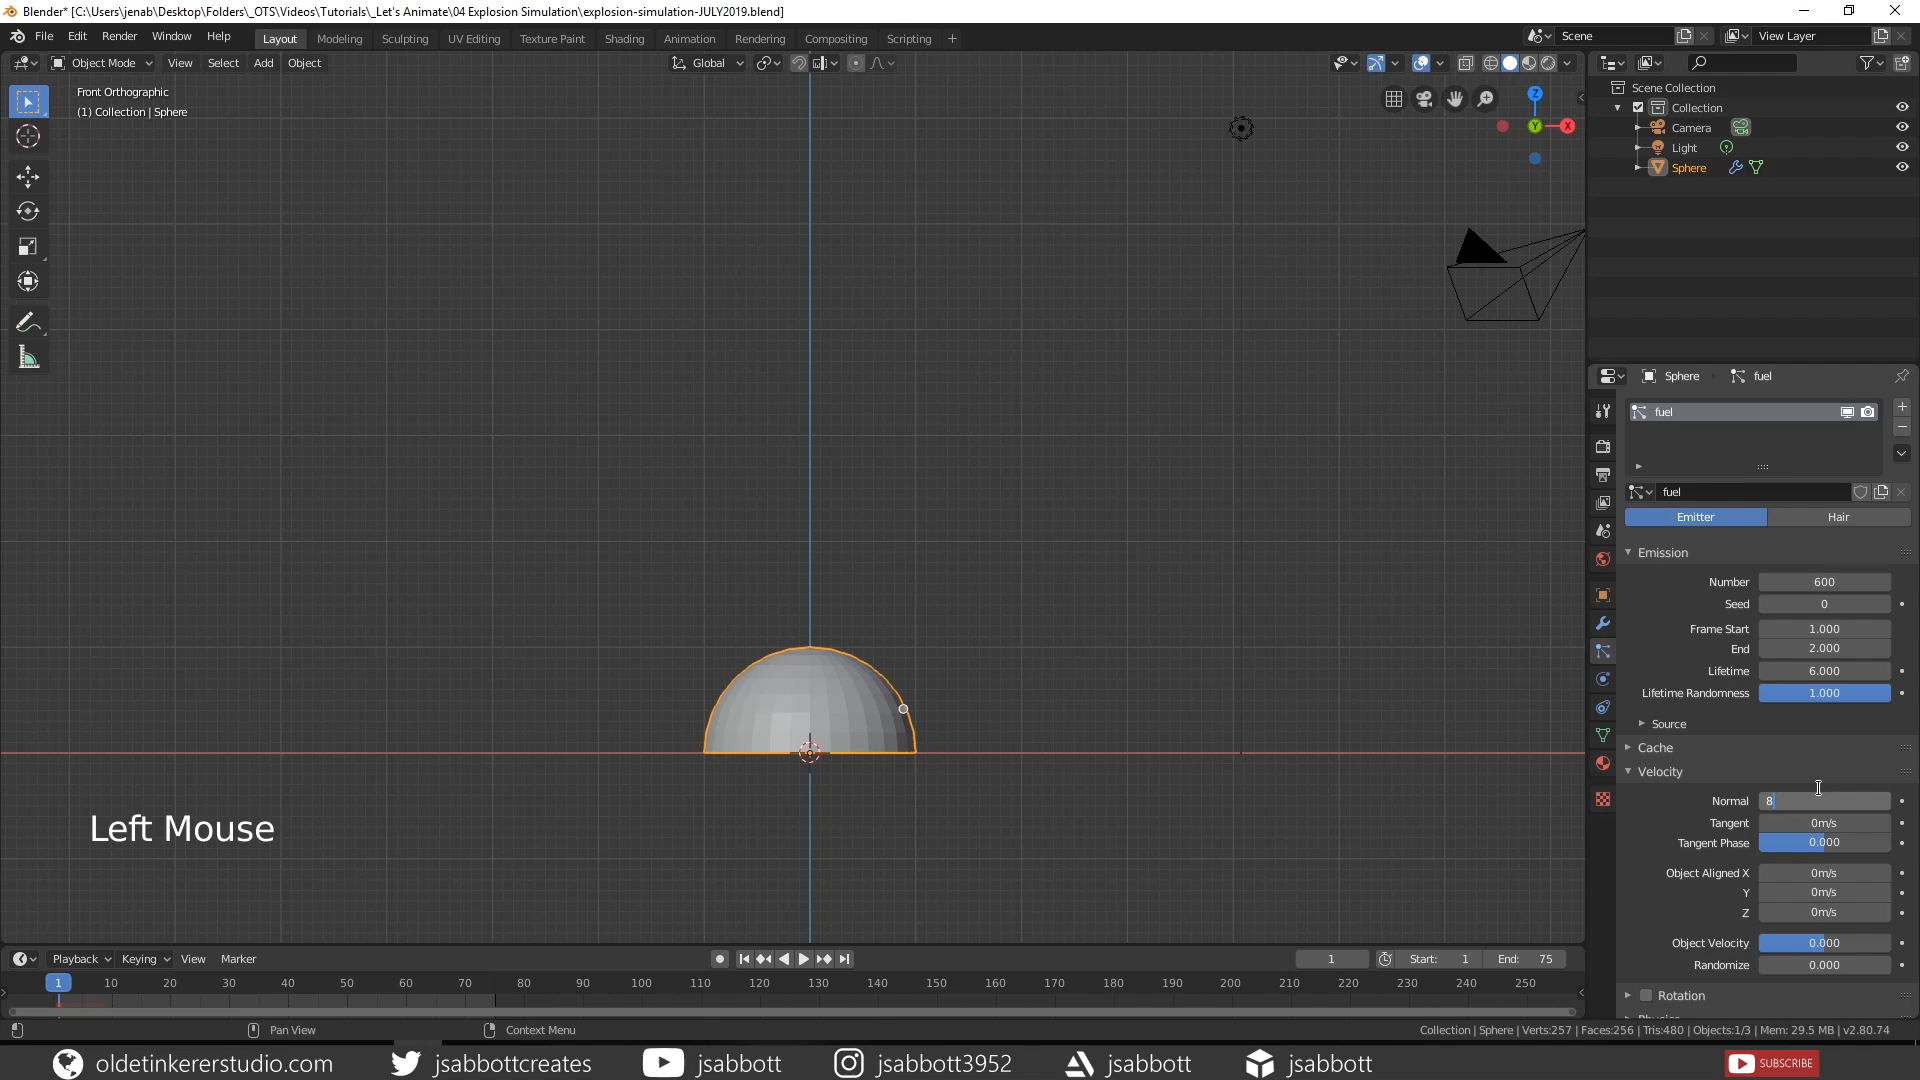 Blender* [C:\Users\jenab\Desktop\Folders\_OTS\Videos\Tutorials\_Let's Animate\04 Explosion Simulation\explosion-simulation-JULY2019.blend]
File Edit Render Window Help Layout Modeling Sculpting UV Editing Texture Paint Shading Animation Rendering Compositing Scripting + Scene View Layer
Object Mode View Select Add Object Global
Front Orthographic
(1) Collection | Sphere
Z
Y X
Scene Collection
Collection
Camera
Light
Sphere
Sphere fuel
fuel
fuel
Emitter Hair
Emission
Number 600
Seed 0
Frame Start 1.000
End 2.000
Lifetime 6.000
Lifetime Randomness 1.000
Source
Cache
Velocity
Normal 8
Tangent 0m/s
Tangent Phase 0.000
Object Aligned X 0m/s
Y 0m/s
Z 0m/s
Object Velocity 0.000
Randomize 0.000
Rotation
Left Mouse
Playback Keying View Marker 1 Start: 1 End: 75
1 10 20 30 40 50 60 70 80 90 100 110 120 130 140 150 160 170 180 190 200 210 220 230 240 250
Pan View Context Menu Collection | Sphere | Verts:257 | Faces:256 | Tris:480 | Objects:1/3 | Mem: 29.5 MB | v2.80.74
oldetinkererstudio.com jsabbottcreates jsabbott jsabbott3952 jsabbott jsabbott SUBSCRIBE